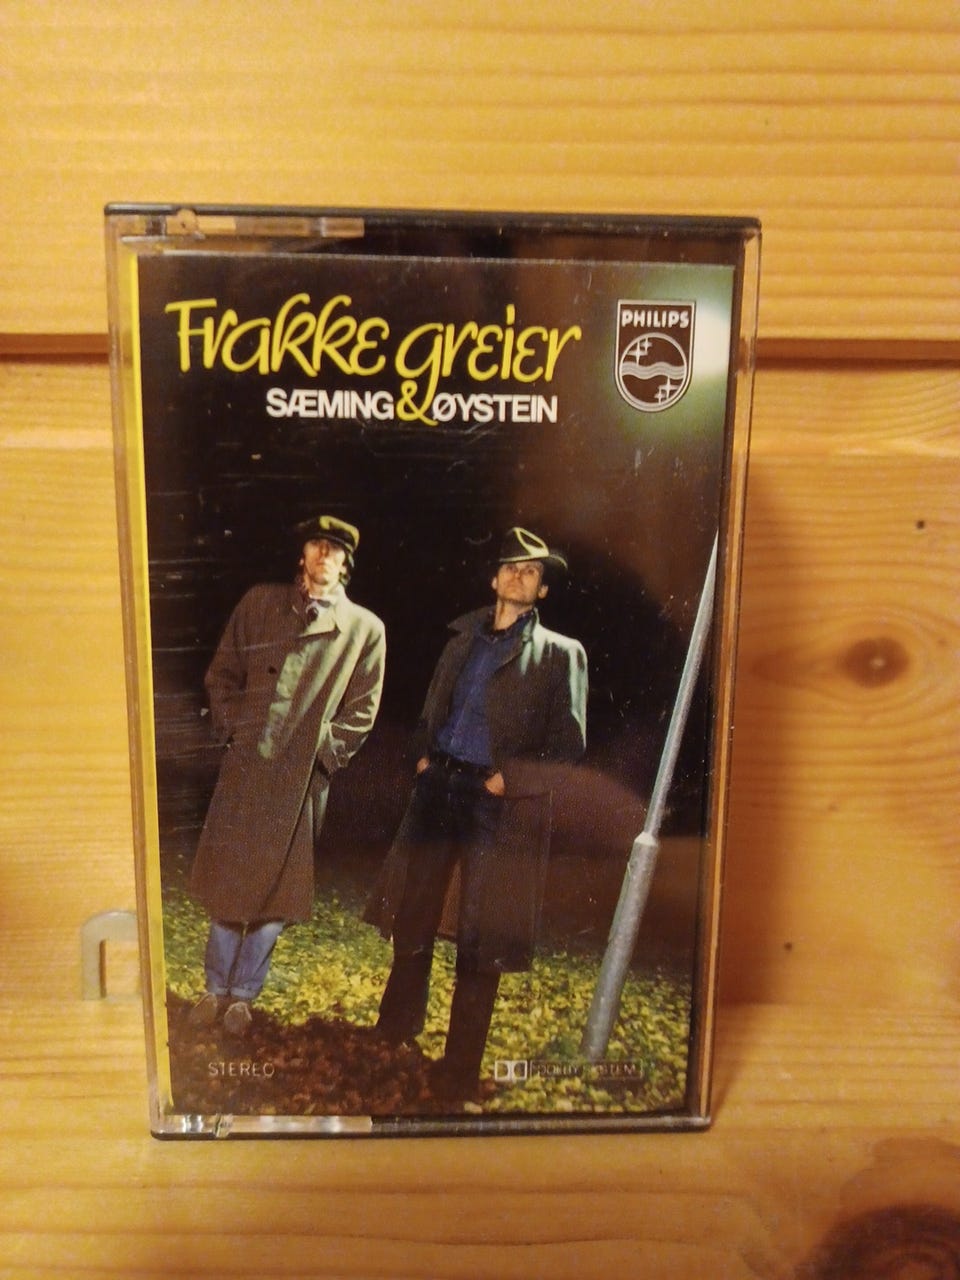 Frakke greier
SÆMING & ØYSTEIN
PHILIPS
STEREO
DOLBY SYSTEM